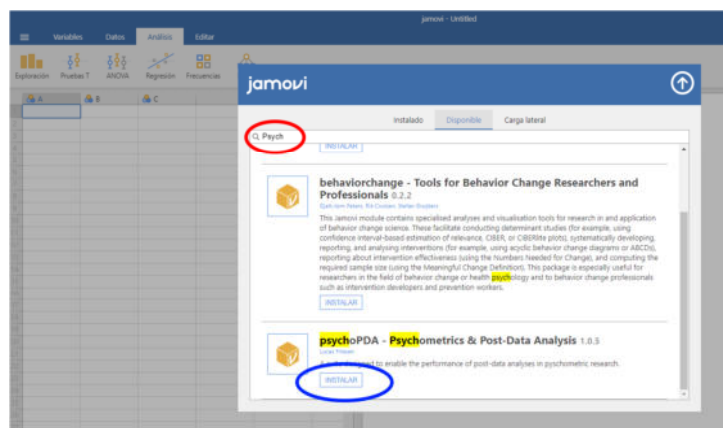 jamovi - Untitled
Variables Datos Análisis Editar
Exploración Pruebas T ANOVA Regresión Frecuencias
A B C
jamovi
Instalado Disponible Carga lateral
Psych
INSTALAR
behaviorchange - Tools for Behavior Change Researchers and
Professionals 0.2.2
This Jamovi module contains specialised analyses and visualisation tools for research in and application
of behavior change science. These facilitate conducting determinant studies (for example, using
confidence interval-based estimation of relevance, CIBER, or CIBERlite plots), systematically developing,
reporting, and analysing interventions (for example, using acyclic behavior change diagrams or ABCDs),
reporting about intervention effectiveness (using the Numbers Needed for Change), and computing the
required sample size (using the Meaningful Change Definition). This package is especially useful for
researchers in the field of behavior change or health psychology and to behavior change professionals
such as intervention developers and prevention workers.
INSTALAR
psychoPDA - Psychometrics & Post-Data Analysis 1.0.3
designed to enable the performance of post-data analyses in pyschometric research.
INSTALAR